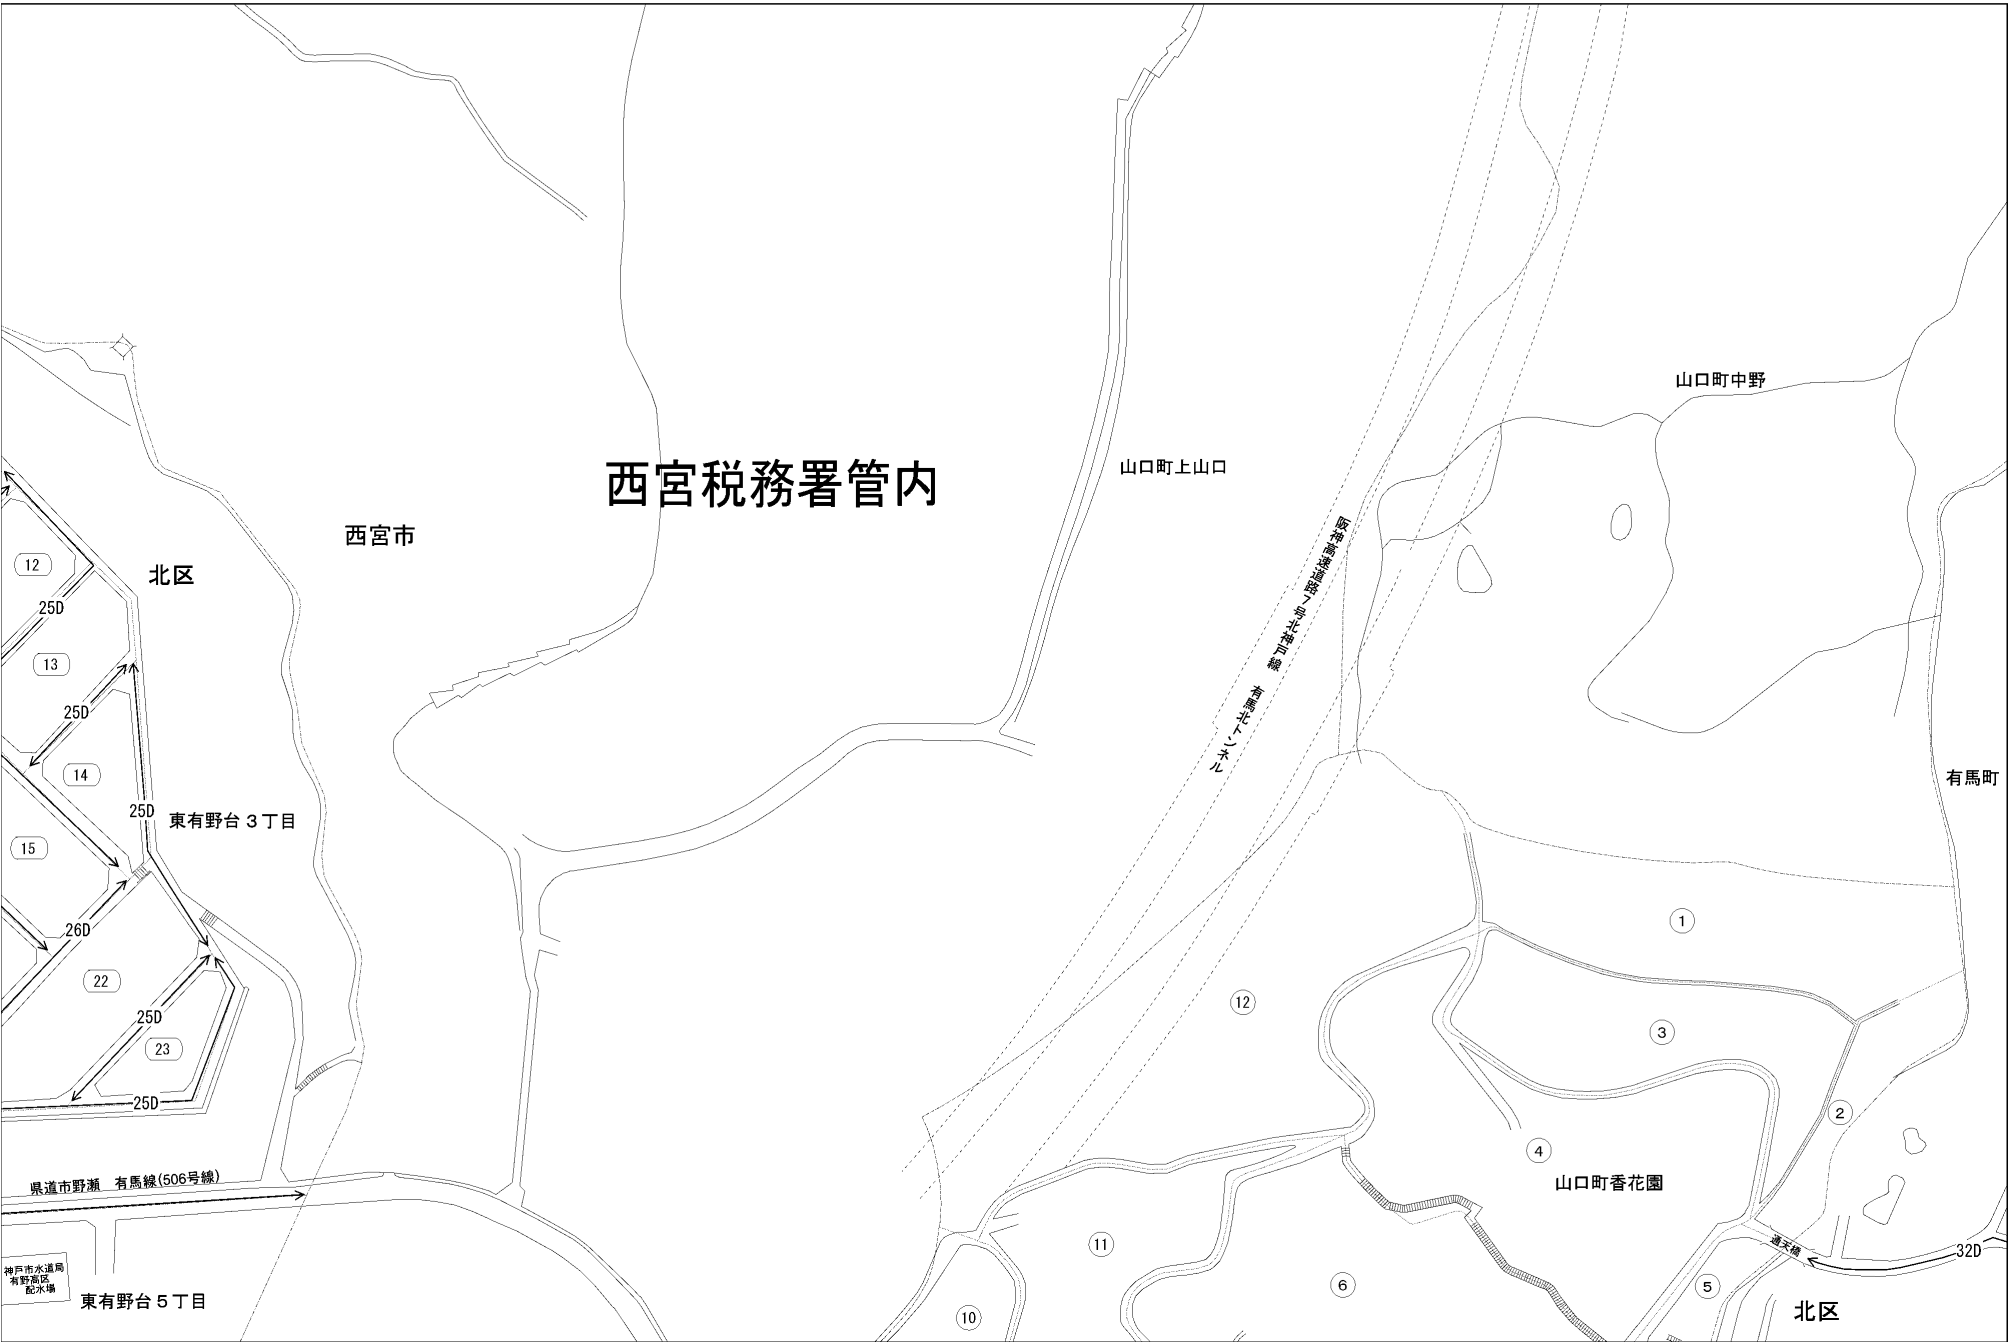 山口町中野
西宮税務署管内
山口町上山口
西宮市
阪神高速道路7号北神戸線 有馬北トンネル
12
北区
25D
13
25D
14
有馬町
25D
東有野台3丁目
15
1
26D
22
12
25D
3
23
25D
2
4
県道市野瀬 有馬線(506号線)
山口町香花園
11
通天橋
32D
神戸市水道局
有野高区
配水場
6
5
東有野台5丁目
10
北区